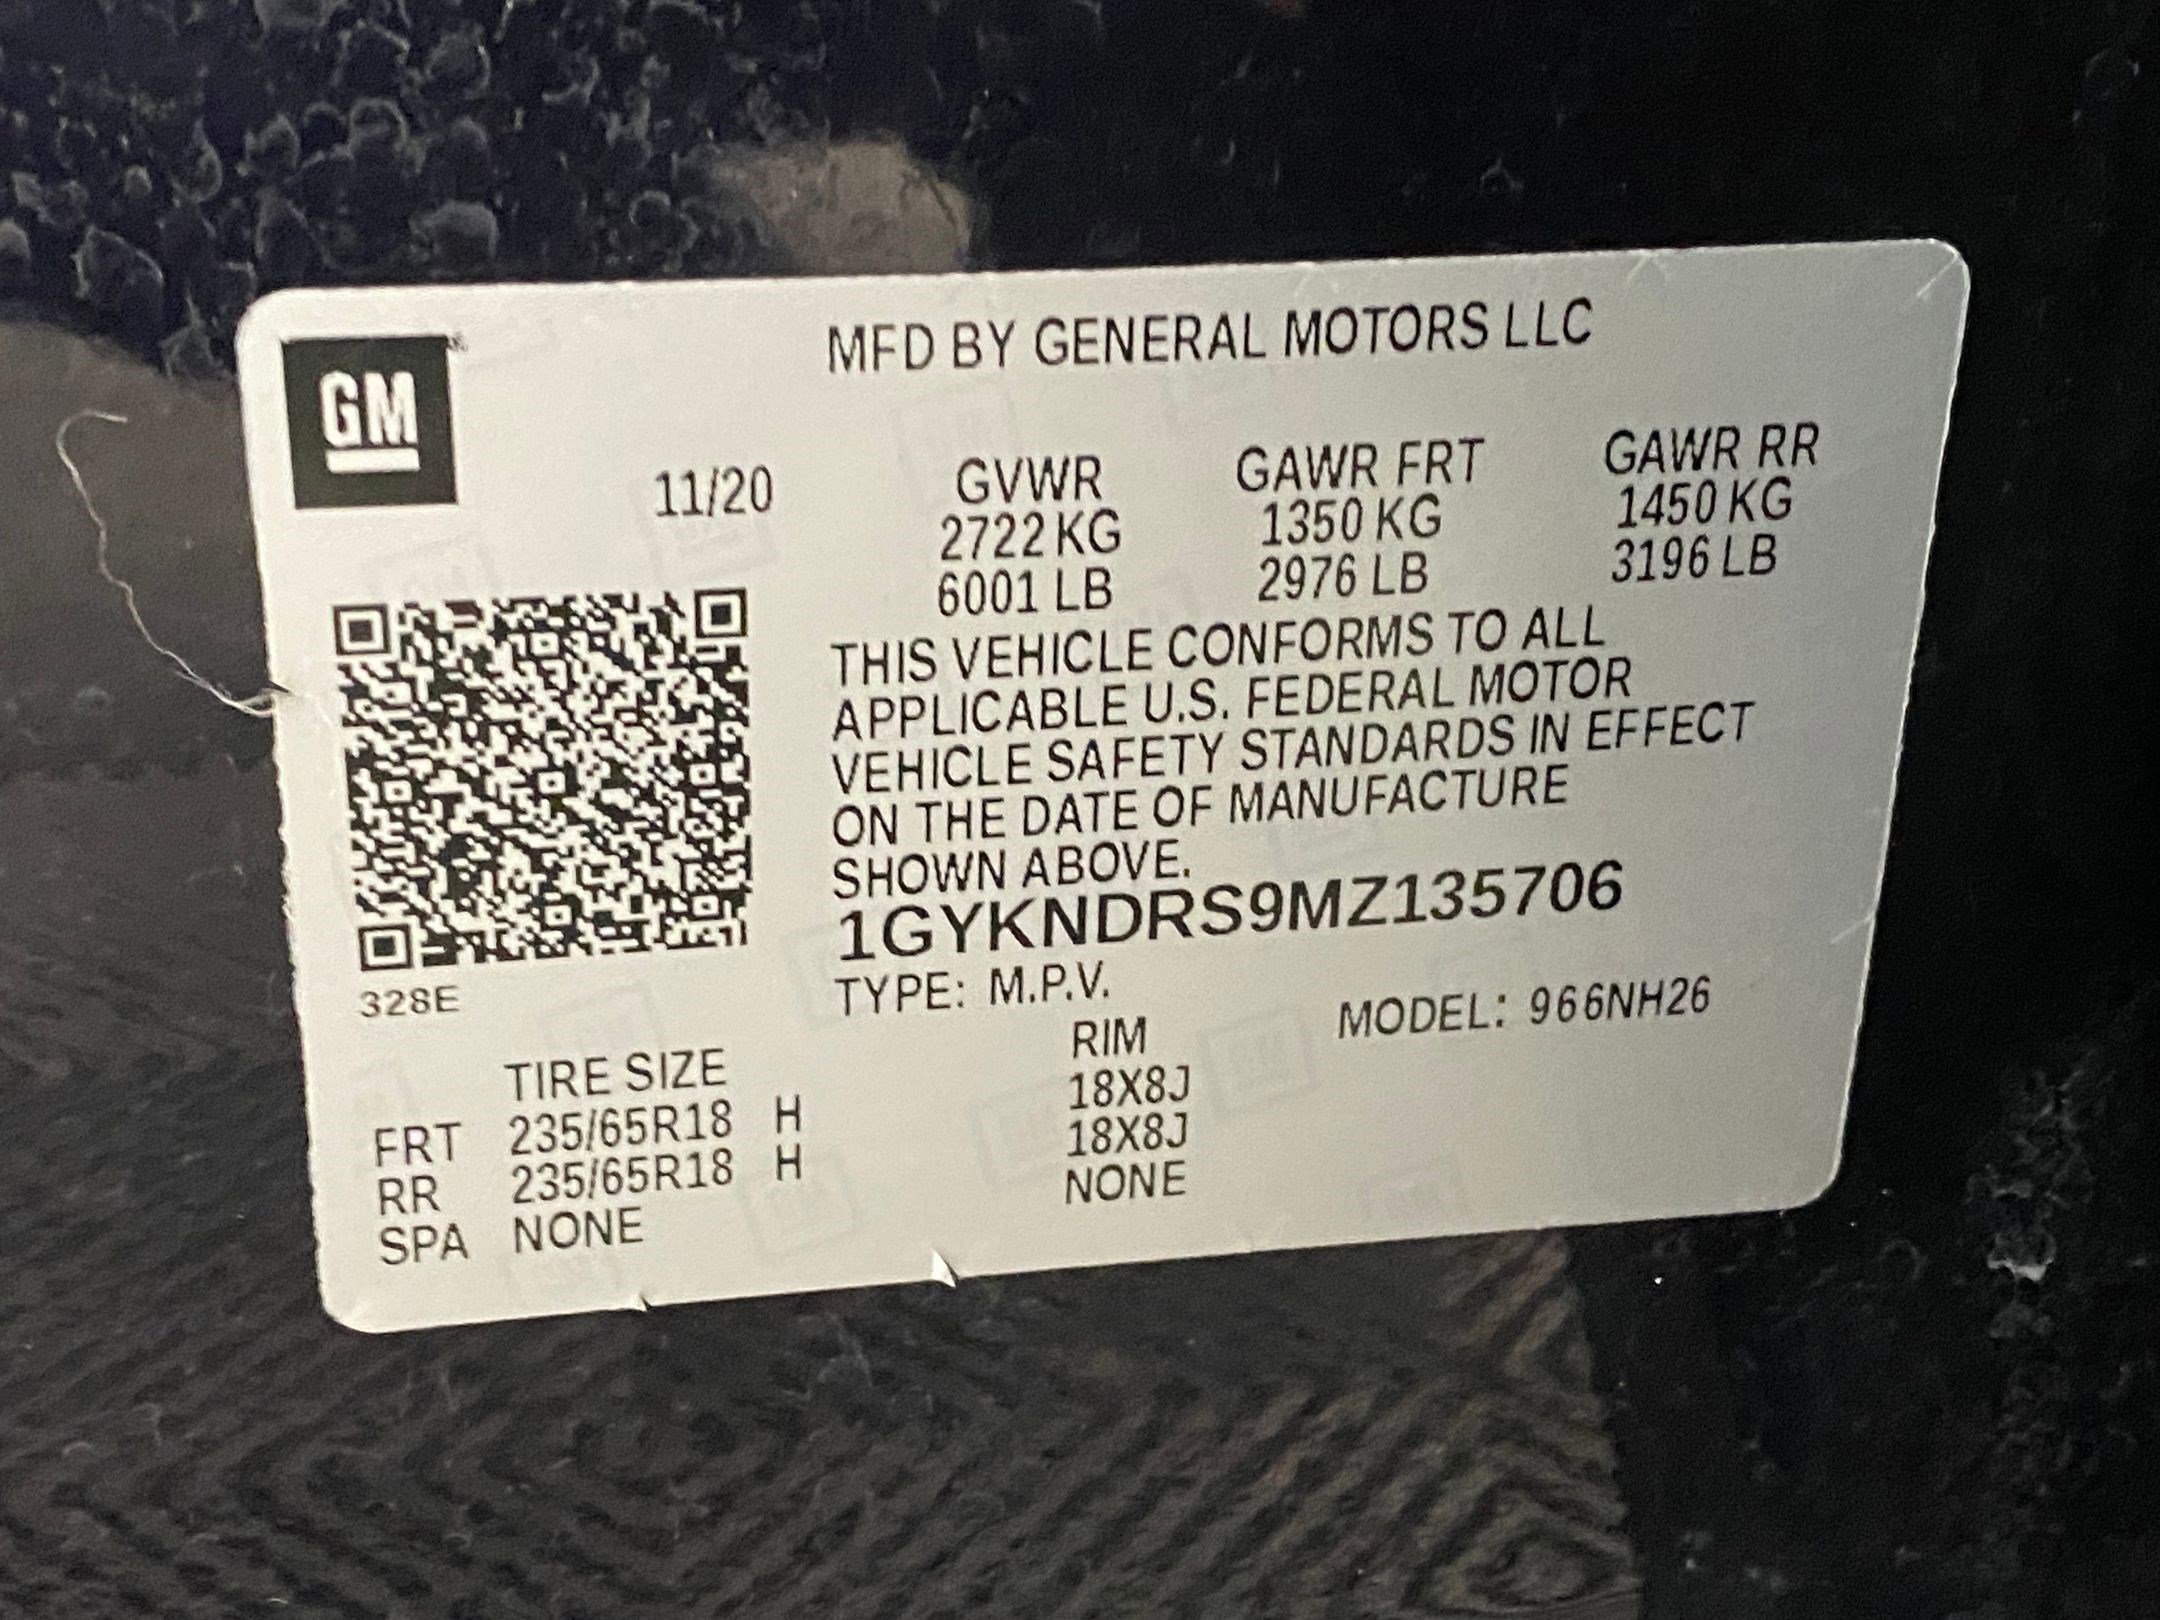 GM
MFD BY GENERAL MOTORS LLC
11/20 GVWR GAWR FRT GAWR RR
2722 KG 1350 KG 1450 KG
6001 LB 2976 LB 3196 LB
THIS VEHICLE CONFORMS TO ALL
APPLICABLE U.S. FEDERAL MOTOR
VEHICLE SAFETY STANDARDS IN EFFECT
ON THE DATE OF MANUFACTURE
SHOWN ABOVE.
1GYKNDRS9MZ135706
328E
TYPE: M.P.V. MODEL: 966NH26
TIRE SIZE RIM
FRT 235/65R18 H 18X8J
RR 235/65R18 H 18X8J
SPA NONE NONE